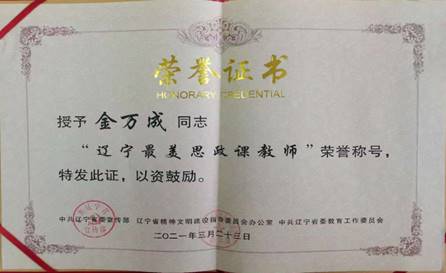 荣誉证书
HONORARY CREDENTIAL
授予 金万成 同志
“辽宁最美思政课教师”荣誉称号，
特发此证，以资鼓励。
中共辽宁省委宣传部 辽宁省精神文明建设指导委员会办公室 中共辽宁省委教育工作委员会
二〇二一年三月二十三日